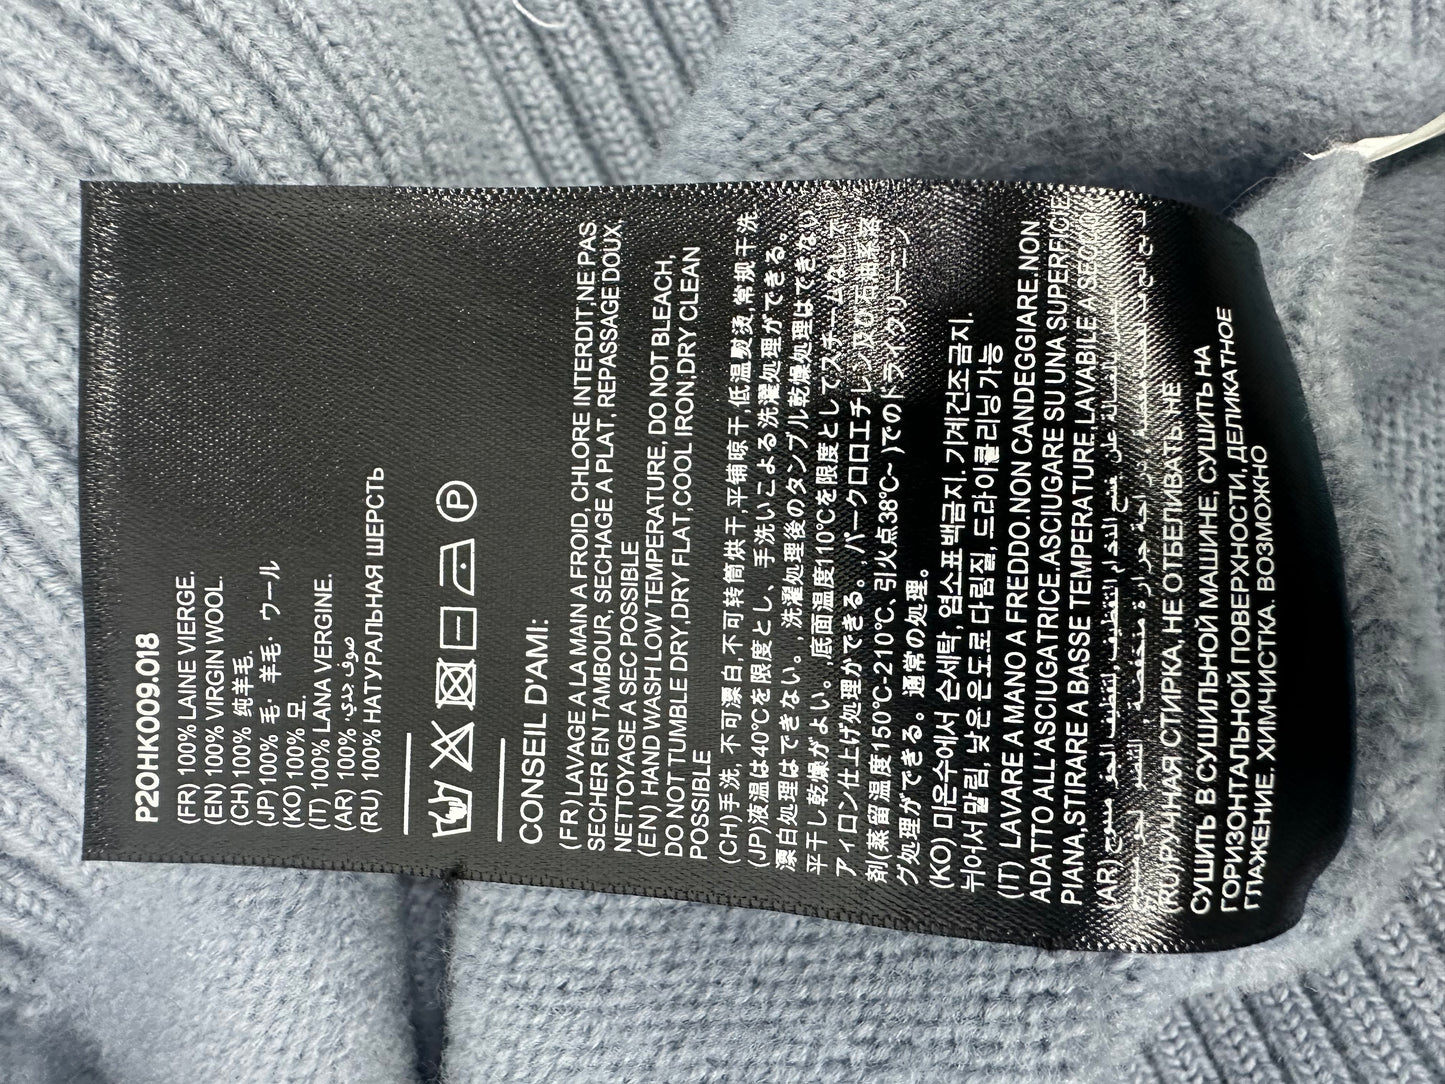 P20HK009.018
(FR) 100% LAINE VIERGE.
(EN) 100% VIRGIN WOOL.
(CH) 100% 纯羊毛.
(JP) 100% 毛・羊毛・ウール
(KO) 100% 모.
(IT) 100% LANA VERGINE.
(AR) 100% صوف جدي.
(RU) 100% НАТУРАЛЬНАЯ ШЕРСТЬ
P
CONSEIL D'AMI:
(FR)LAVAGE A LA MAIN A FROID, CHLORE INTERDIT,NE PAS
SECHER EN TAMBOUR, SECHAGE A PLAT, REPASSAGE DOUX,
NETTOYAGE A SEC POSSIBLE
(EN) HAND WASH LOW TEMPERATURE, DO NOT BLEACH,
DO NOT TUMBLE DRY,DRY FLAT,COOL IRON.DRY CLEAN
POSSIBLE
(CH)手洗, 不可漂白,不可转筒烘干,平铺晾干,低温熨烫,常规干洗
(JP)液温は40℃を限度とし、手洗いこよる洗濯処理ができる。
漂白処理はできない。,洗濯処理後のタンブル乾燥処理はできない
平干し乾燥がよい。,底面温度110℃を限度としてスチームなしで
アイロン仕上げ処理ができる。,パークロロエチレン及び石油系溶
剤(蒸留温度150℃-210℃, 引火点38℃~ )でのドライクリーニン
グ処理ができる。通常の処理。
(KO) 미온수에서 손세탁, 염소표백금지. 기계건조금지.
뉘어서말림, 낮은 온도로 다림질, 드라이클리닝가능
(IT) LAVARE A MANO A FREDDO.NON CANDEGGIARE.NON
ADATTO ALL'ASCIUGATRICE.ASCIUGARE SU UNA SUPERFICIE
PIANA,STIRARE A BASSE TEMPERATURE,LAVABILE A SECO
(AR)
(RU)РУЧНАЯ СТИРКА, НЕ ОТБЕЛИВАТЬ, НЕ
СУШИТЬ В СУШИЛЬНОЙ МАШИНЕ, СУШИТЬ НА
ГОРИЗОНТАЛЬНОЙ ПОВЕРХНОСТИ, ДЕЛИКАТНОЕ
ГЛАЖЕНИЕ, ХИМЧИСТКА. ВОЗМОЖНО